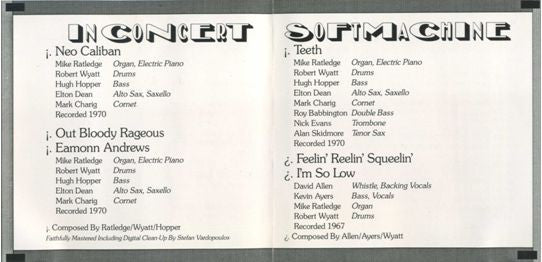 IN CONCERT
¡. Neo Caliban
Mike Ratledge Organ, Electric Piano
Robert Wyatt Drums
Hugh Hopper Bass
Elton Dean Alto Sax, Saxello
Mark Charig Cornet
Recorded 1970
¡. Out Bloody Rageous
¡. Eamonn Andrews
Mike Ratledge Organ, Electric Piano
Robert Wyatt Drums
Hugh Hopper Bass
Elton Dean Alto Sax, Saxello
Mark Charig Cornet
Recorded 1970
¡ Composed By Ratledge/Wyatt/Hopper
Faithfully Mastered Including Digital Clean-Up By Stefan Vardopoulos
SOFTMACHINE
¡. Teeth
Mike Ratledge Organ, Electric Piano
Robert Wyatt Drums
Hugh Hopper Bass
Elton Dean Alto Sax, Saxello
Mark Charig Cornet
Roy Babbington Double Bass
Nick Evans Trombone
Alan Skidmore Tenor Sax
Recorded 1970
¿. Feelin' Reelin' Squeelin'
¿. I'm So Low
David Allen Whistle, Backing Vocals
Kevin Ayers Bass, Vocals
Mike Ratledge Organ
Robert Wyatt Drums
Recorded 1967
¿ Composed By Allen/Ayers/Wyatt